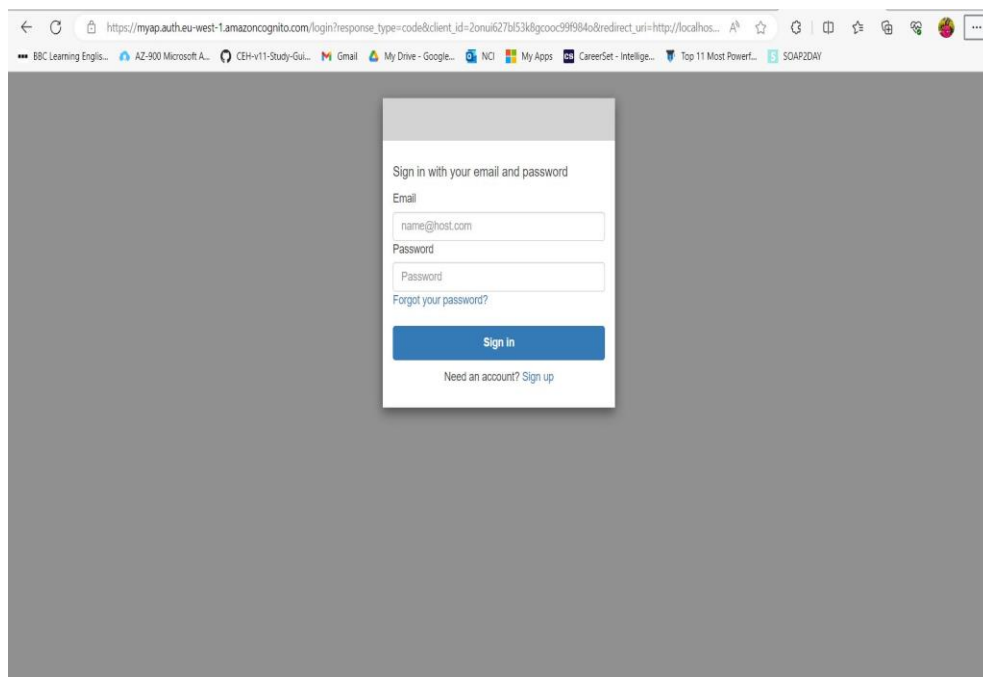 https://myap.auth.eu-west-1.amazoncognito.com/login?response_type=code&client_id=2onui627bl53k8gcooc99f984o&redirect_uri=http://localhos...
BBC Learning Englis... AZ-900 Microsoft A... CEH-v11-Study-Gui... Gmail My Drive - Google... NCI My Apps CS CareerSet - Intellige... Top 11 Most Powerf... S SOAP2DAY
Sign in with your email and password
Email
name@host.com
Password
Password
Forgot your password?
Sign in
Need an account? Sign up